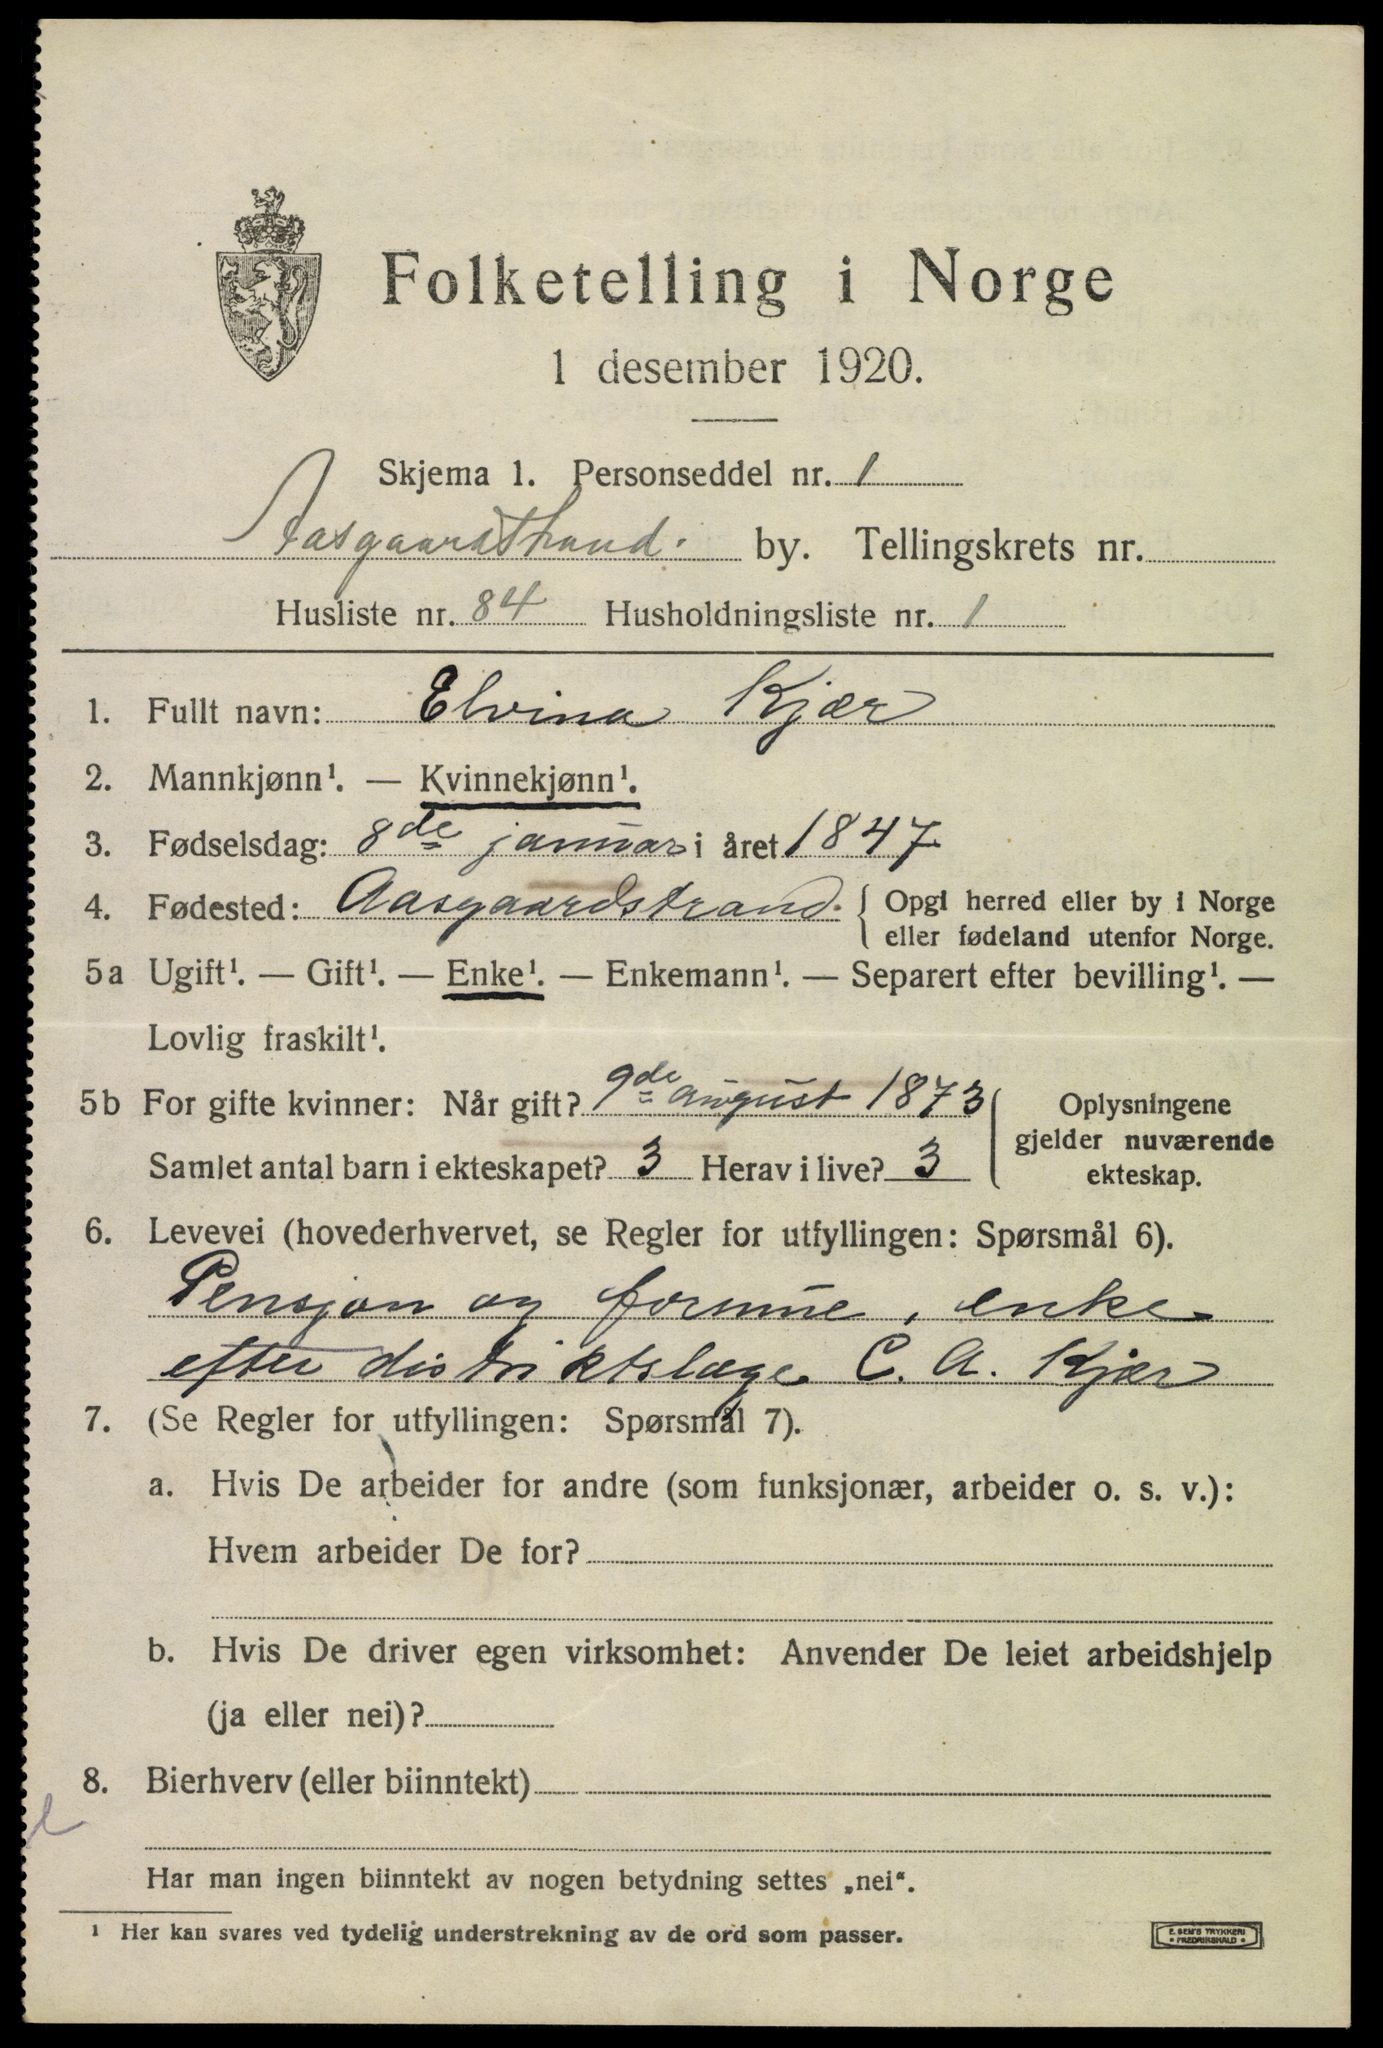 Folketelling i Norge
1 desember 1920.
Skjema 1. Personseddel nr. 1
Aasgaardstrand. by. Tellingskrets nr.
Husliste nr. 84 Husholdningsliste nr. 1
1. Fullt navn: Elvina Kjær
2. Mannkjønn¹. — Kvinnekjønn¹.
3. Fødselsdag: 8de januar i året 1847
4. Fødested: Aasgaardstrand. { Opgi herred eller by i Norge
eller fødeland utenfor Norge.
5a Ugift¹. — Gift¹. — Enke¹. — Enkemann¹. — Separert efter bevilling¹. —
Lovlig fraskilt¹.
5b For gifte kvinner: Når gift? 9de august 1873
Samlet antal barn i ekteskapet? 3 Herav i live? 3
Oplysningene
gjelder nuværende
ekteskap.
6. Levevei (hovederhvervet, se Regler for utfyllingen: Spørsmål 6).
Pensjon og formue, enke
efter distriktslæge C. A. Kjær
7. (Se Regler for utfyllingen: Spørsmål 7).
a. Hvis De arbeider for andre (som funksjonær, arbeider o. s. v.):
Hvem arbeider De for?
b. Hvis De driver egen virksomhet: Anvender De leiet arbeidshjelp
(ja eller nei)?
8. Bierhverv (eller biinntekt)
Har man ingen biinntekt av nogen betydning settes „nei“.
¹ Her kan svares ved tydelig understrekning av de ord som passer.
E. SEM'S TRYKKERI
• FREDRIKSHALD •